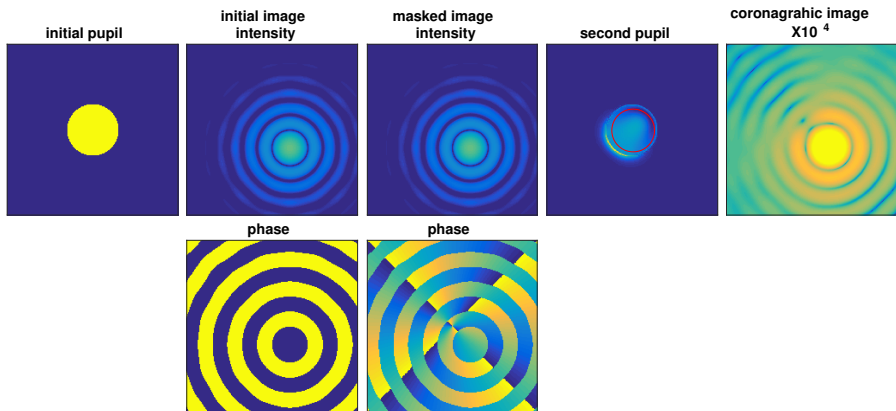 initial pupil
initial image
intensity
masked image
intensity
second pupil
coronagrahic image
X10 4
phase
phase